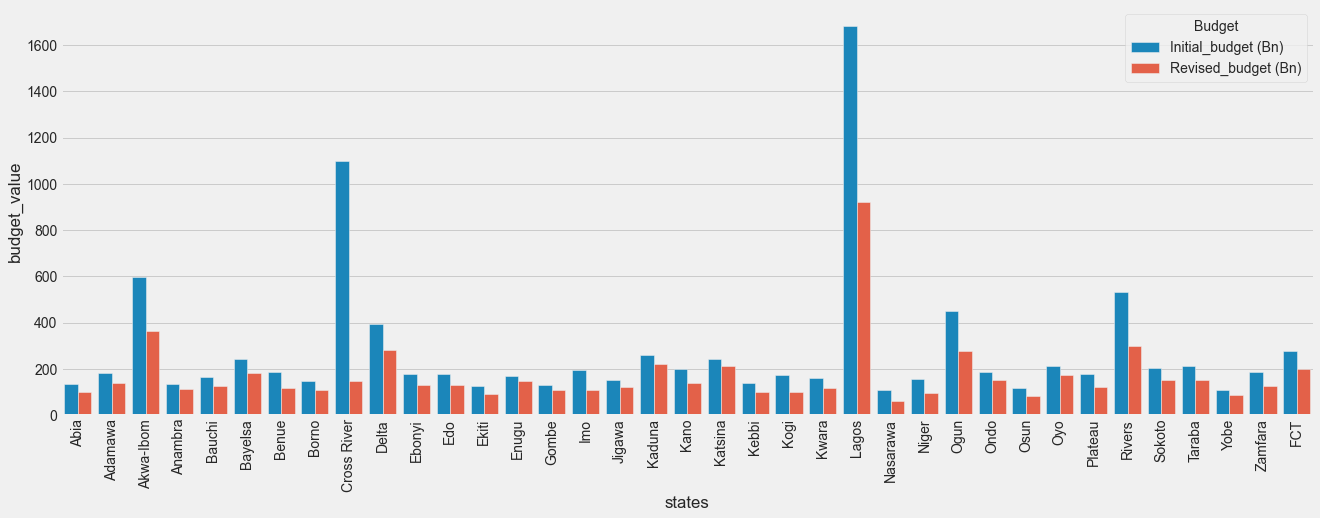 Budget
Initial_budget (Bn)
Revised_budget (Bn)
budget_value
1600
1400
1200
1000
800
600
400
200
0
Abia
Adamawa
Akwa-Ibom
Anambra
Bauchi
Bayelsa
Benue
Borno
Cross River
Delta
Ebonyi
Edo
Ekiti
Enugu
Gombe
Imo
Jigawa
Kaduna
Kano
Katsina
Kebbi
Kogi
Kwara
Lagos
Nasarawa
Niger
Ogun
Ondo
Osun
Oyo
Plateau
Rivers
Sokoto
Taraba
Yobe
Zamfara
FCT
states